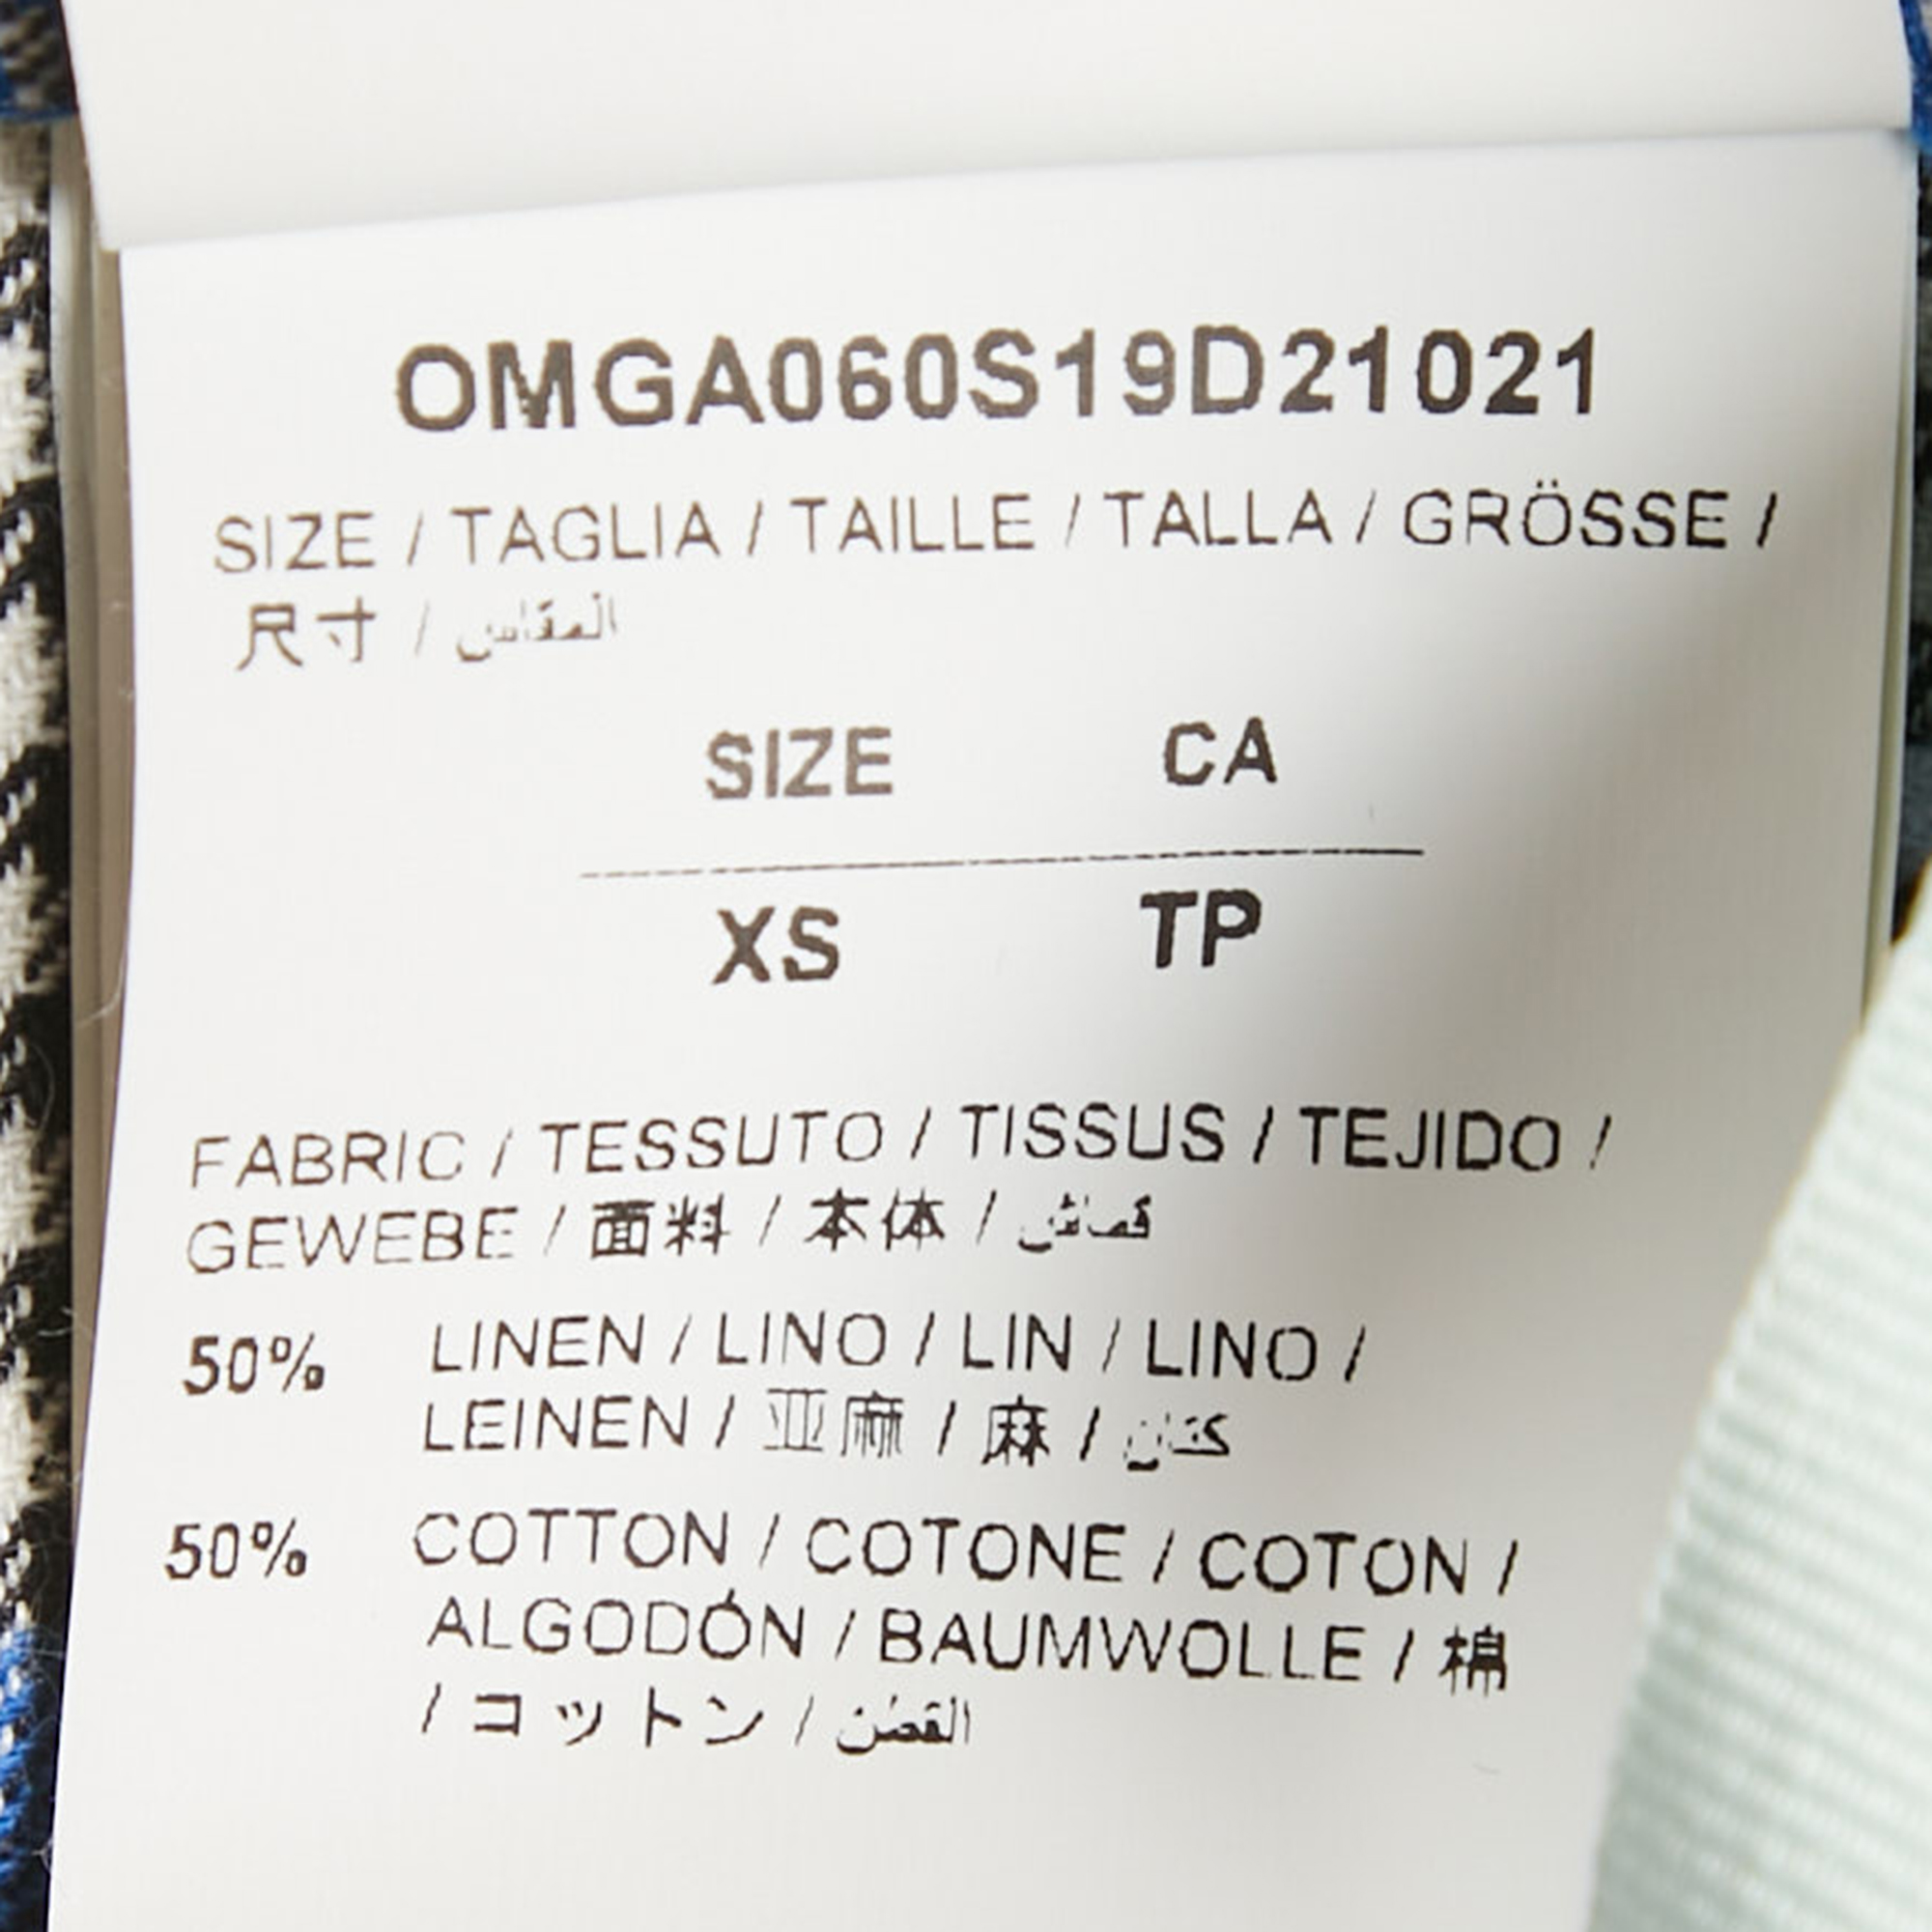 OMGA060S19D21021
SIZE / TAGLIA / TAILLE / TALLA / GRÖSSE /
尺寸 / المقاس
SIZE CA
XS TP
FABRIC / TESSUTO / TISSUS / TEJIDO /
GEWEBE / 面料 / 本体 / قماش
50% LINEN / LINO / LIN / LINO /
LEINEN / 亚麻 / 麻 / كتان
50% COTTON / COTONE / COTON /
ALGODÓN / BAUMWOLLE / 棉
/ コットン / القطن